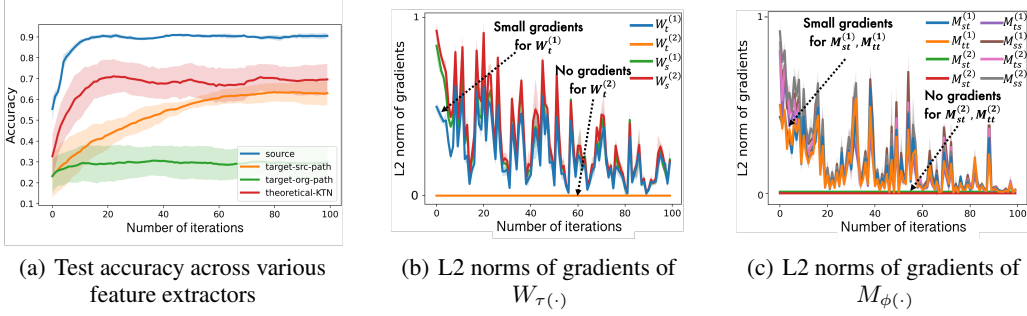 0.9
0.8
0.7
0.6
0.5
0.4
0.3
0.2
0.1
Accuracy
source
target-src-path
target-org-path
theoretical-KTN
0 20 40 60 80 100
Number of iterations
(a) Test accuracy across various
feature extractors
1
0
L2 norm of gradients
Small gradients
for W_t^(1)
No gradients
for W_t^(2)
W_t^(1)
W_t^(2)
W_s^(1)
W_s^(2)
0 20 40 60 80 100
Number of iterations
(b) L2 norms of gradients of
W_τ(·)
1
0
L2 norm of gradients
Small gradients
for M_st^(1), M_tt^(1)
No gradients
for M_st^(2), M_tt^(2)
M_st^(1) M_ts^(1)
M_tt^(1) M_ss^(1)
M_st^(2) M_ts^(2)
M_st^(2) M_ss^(2)
0 20 40 60 80 100
Number of iterations
(c) L2 norms of gradients of
M_ϕ(·)